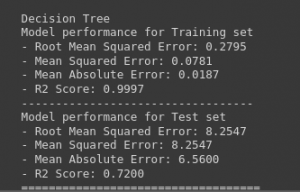 Decision Tree
Model performance for Training set
- Root Mean Squared Error: 0.2795
- Mean Squared Error: 0.0781
- Mean Absolute Error: 0.0187
- R2 Score: 0.9997
-----------------------------------
Model performance for Test set
- Root Mean Squared Error: 8.2547
- Mean Squared Error: 8.2547
- Mean Absolute Error: 6.5600
- R2 Score: 0.7200
===================================